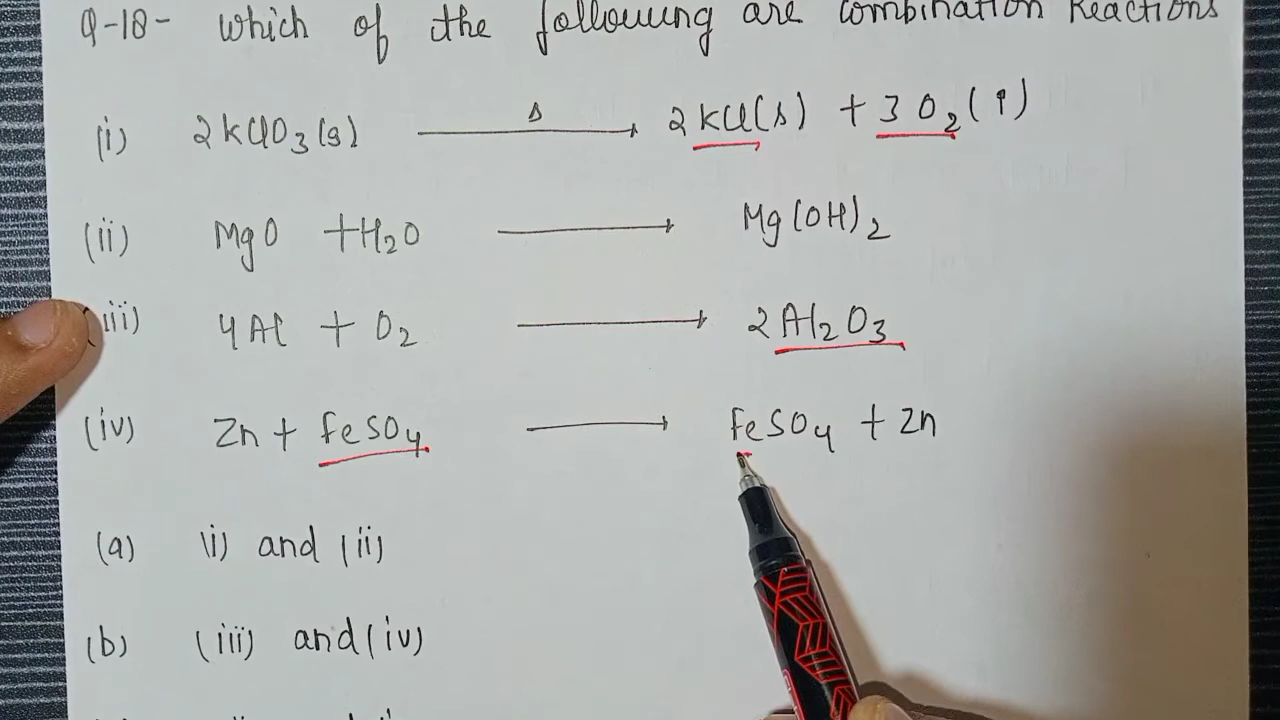 Q-18- which of the following are combination Reactions
(i) 2KClO3(s) Δ→ 2KCl(s) + 3O2(↑)
(ii) MgO + H2O → Mg(OH)2
(iii) 4Al + O2 → 2Al2O3
(iv) Zn + FeSO4 → FeSO4 + Zn
(a) (i) and (ii)
(b) (iii) and (iv)